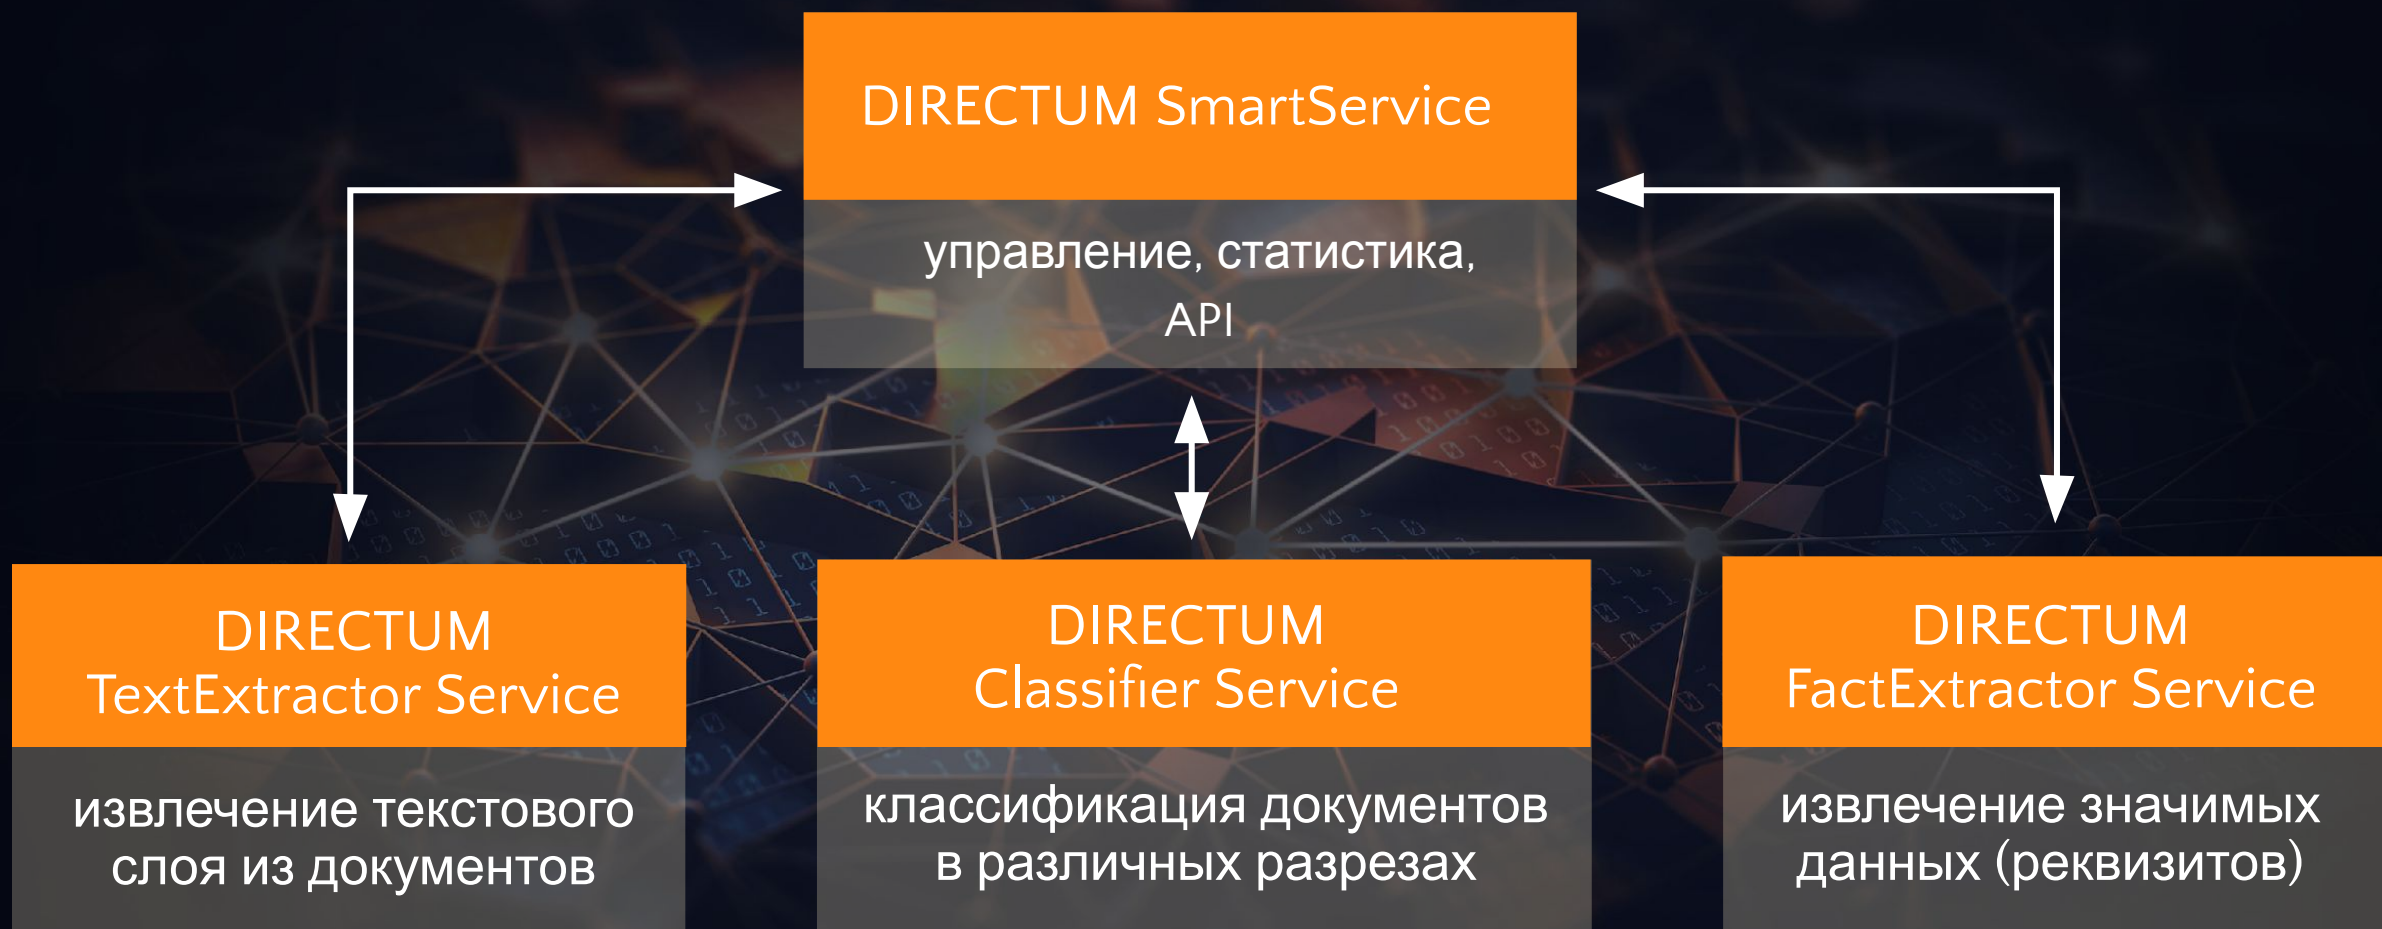 DIRECTUM SmartService
управление, статистика,
API
DIRECTUM
TextExtractor Service
извлечение текстового
слоя из документов
DIRECTUM
Classifier Service
классификация документов
в различных разрезах
DIRECTUM
FactExtractor Service
извлечение значимых
данных (реквизитов)